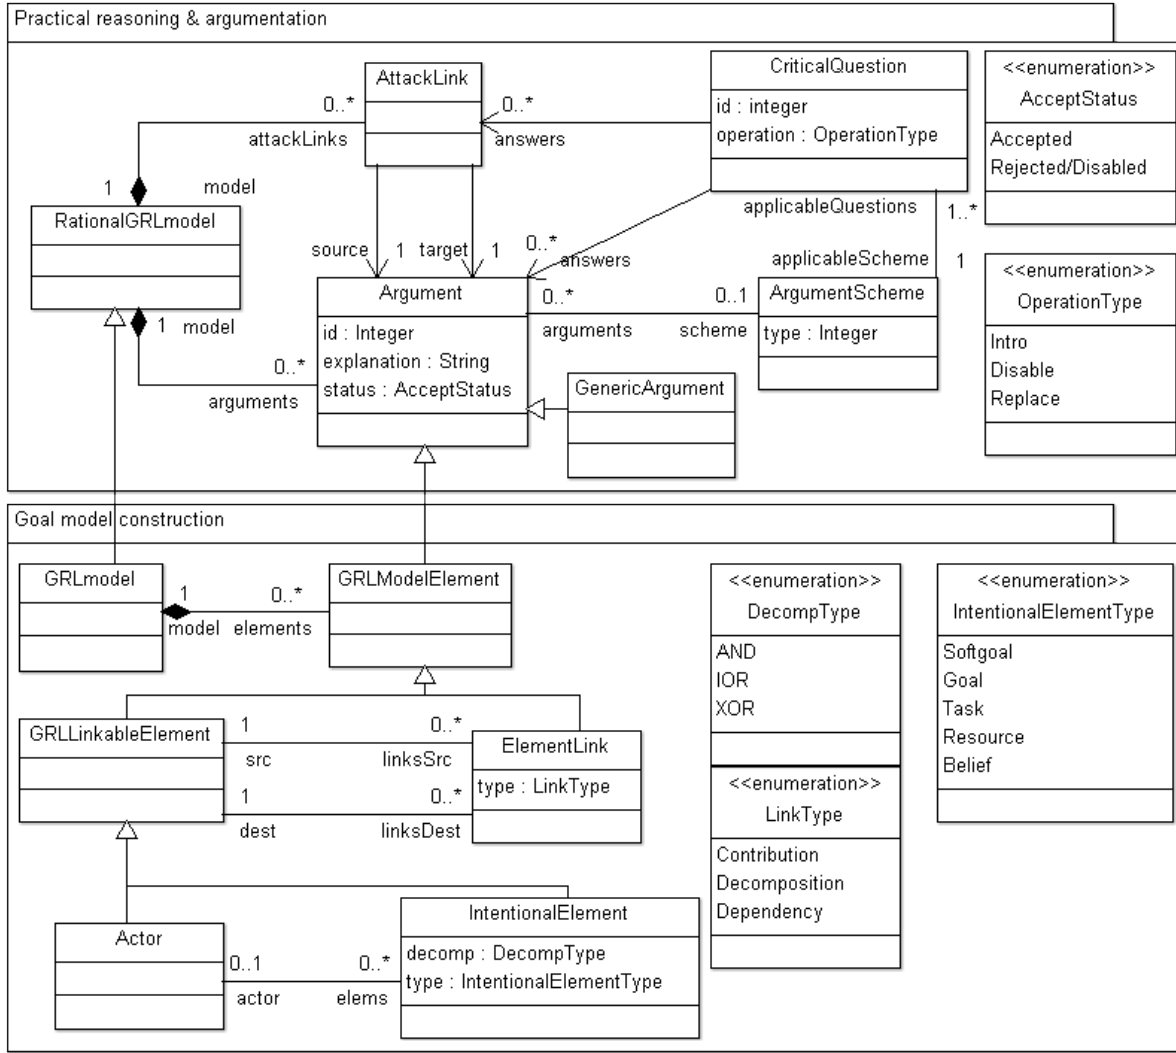 Practical reasoning & argumentation
AttackLink
0..*
attackLinks
0..*
answers
CriticalQuestion
id : integer
operation : OperationType
<<enumeration>>
AcceptStatus
Accepted
Rejected/Disabled
1
model
RationalGRLmodel
source
1
target
1
0..*
answers
applicableQuestions
1..*
applicableScheme
1
1
model
0..*
arguments
Argument
id : Integer
explanation : String
status : AcceptStatus
0..*
arguments
0..1
scheme
ArgumentScheme
type : Integer
<<enumeration>>
OperationType
Intro
Disable
Replace
GenericArgument
Goal model construction
GRLmodel
1
model
0..*
elements
GRLModelElement
<<enumeration>>
DecompType
AND
IOR
XOR
<<enumeration>>
IntentionalElementType
Softgoal
Goal
Task
Resource
Belief
GRLLinkableElement
1
src
0..*
linksSrc
1
dest
0..*
linksDest
ElementLink
type : LinkType
<<enumeration>>
LinkType
Contribution
Decomposition
Dependency
Actor
0..1
actor
0..*
elems
IntentionalElement
decomp : DecompType
type : IntentionalElementType